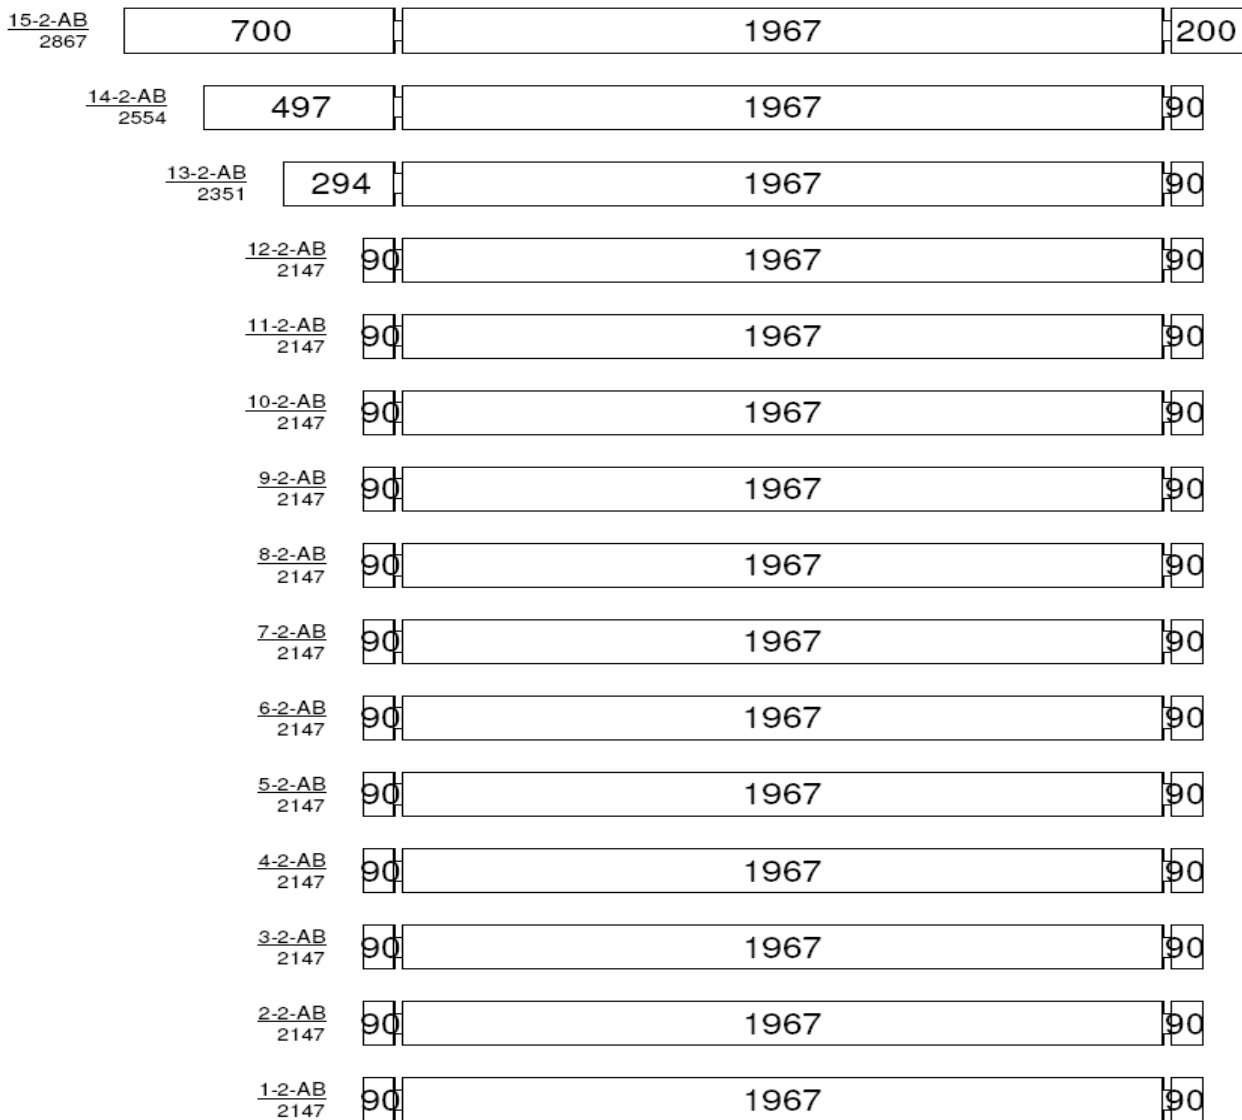 15-2-AB 700 1967 200
2867
14-2-AB 497 1967 90
2554
13-2-AB 294 1967 90
2351
12-2-AB 90 1967 90
2147
11-2-AB 90 1967 90
2147
10-2-AB 90 1967 90
2147
9-2-AB 90 1967 90
2147
8-2-AB 90 1967 90
2147
7-2-AB 90 1967 90
2147
6-2-AB 90 1967 90
2147
5-2-AB 90 1967 90
2147
4-2-AB 90 1967 90
2147
3-2-AB 90 1967 90
2147
2-2-AB 90 1967 90
2147
1-2-AB 90 1967 90
2147